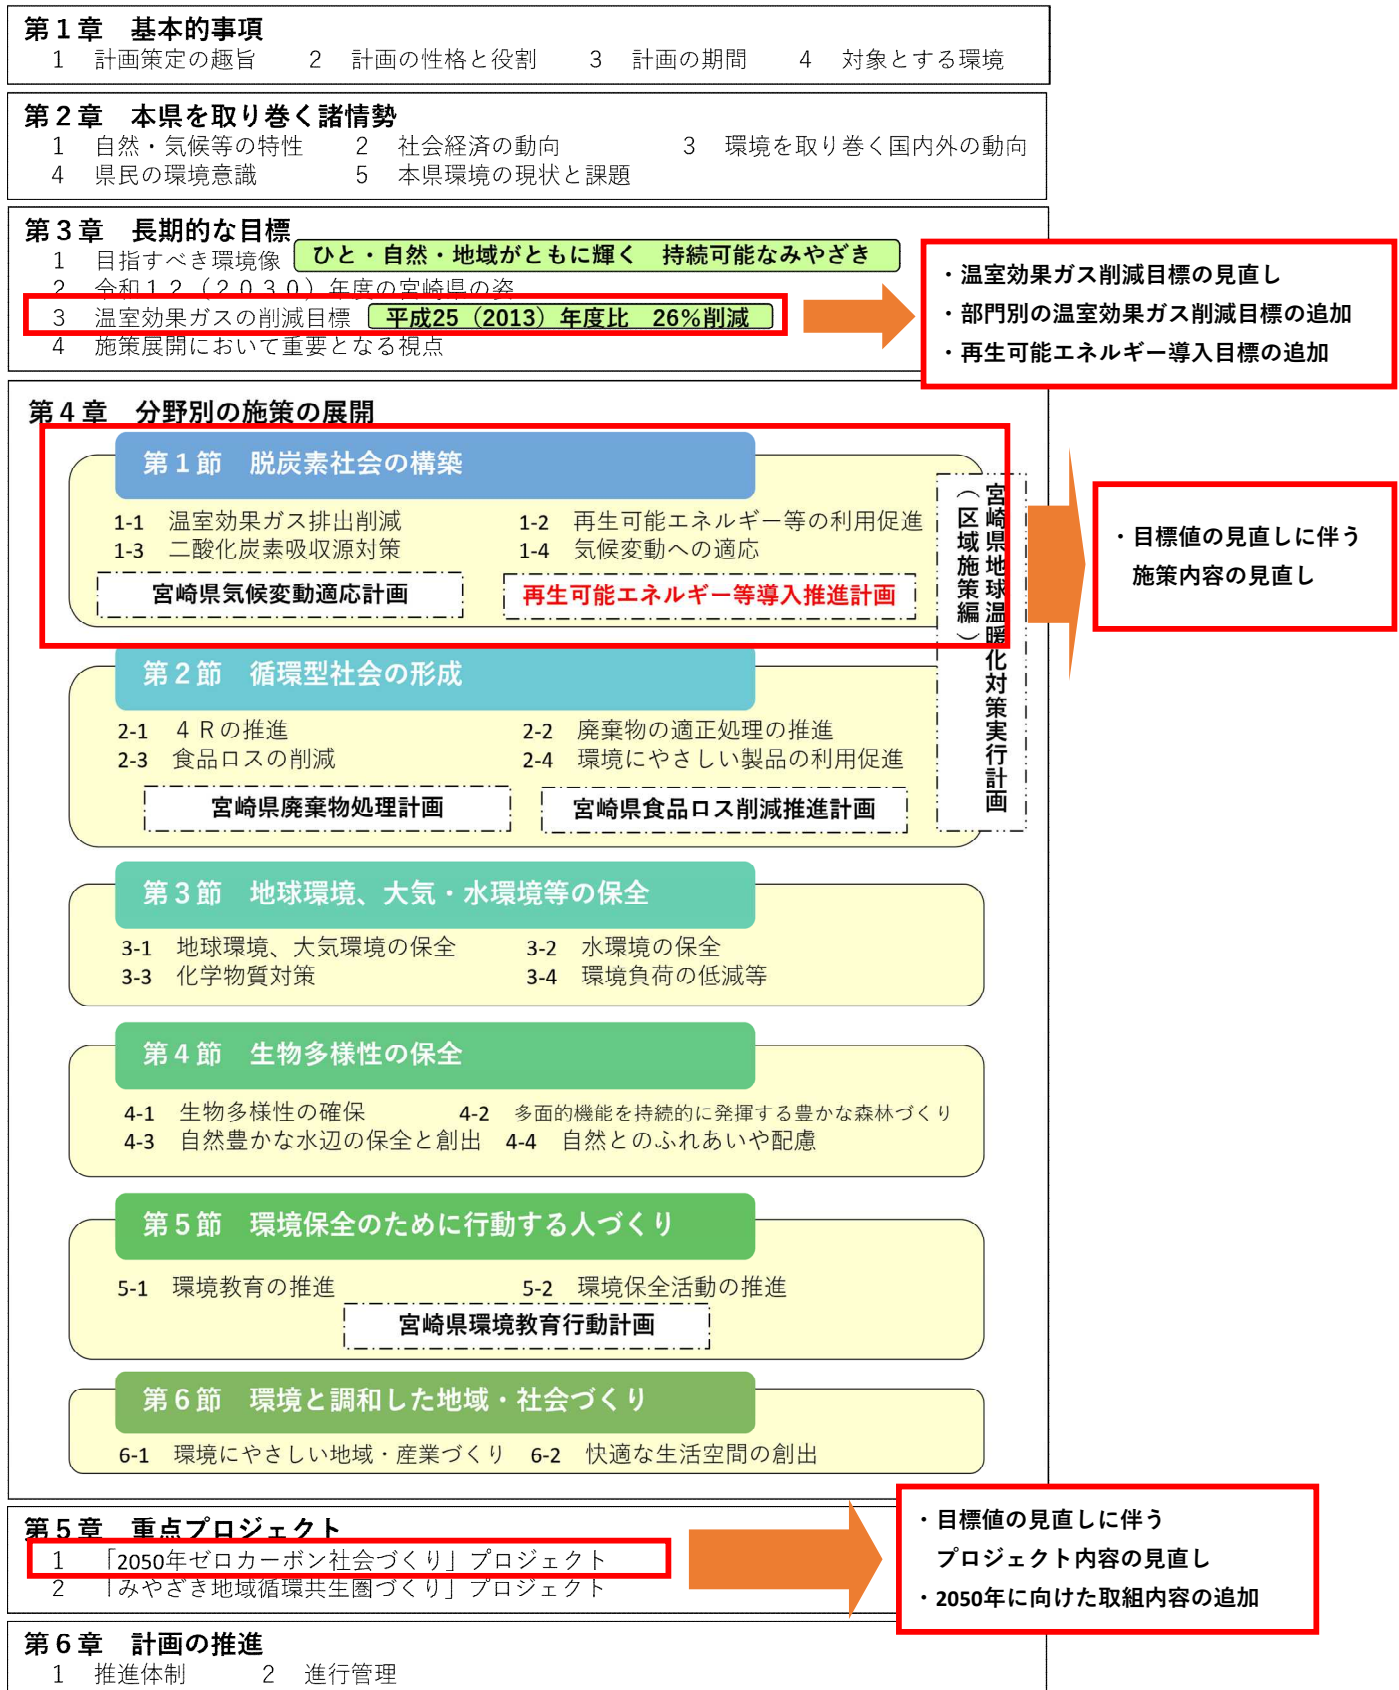 第１章　基本的事項
1　計画策定の趣旨　2　計画の性格と役割　3　計画の期間　4　対象とする環境
第２章　本県を取り巻く諸情勢
1　自然・気候等の特性　2　社会経済の動向　3　環境を取り巻く国内外の動向
4　県民の環境意識　5　本県環境の現状と課題
第３章　長期的な目標
1　目指すべき環境像　ひと・自然・地域がともに輝く　持続可能なみやざき
2　令和１２（２０３０）年度の宮崎県の姿
3　温室効果ガスの削減目標　平成25（2013）年度比　26％削減
4　施策展開において重要となる視点
・温室効果ガス削減目標の見直し
・部門別の温室効果ガス削減目標の追加
・再生可能エネルギー導入目標の追加
第４章　分野別の施策の展開
第１節　脱炭素社会の構築
1-1　温室効果ガス排出削減　1-2　再生可能エネルギー等の利用促進
1-3　二酸化炭素吸収源対策　1-4　気候変動への適応
宮崎県気候変動適応計画　再生可能エネルギー等導入推進計画
宮崎県地球温暖化対策実行計画
（区域施策編）
・目標値の見直しに伴う
施策内容の見直し
第２節　循環型社会の形成
2-1　４Ｒの推進　2-2　廃棄物の適正処理の推進
2-3　食品ロスの削減　2-4　環境にやさしい製品の利用促進
宮崎県廃棄物処理計画　宮崎県食品ロス削減推進計画
第３節　地球環境、大気・水環境等の保全
3-1　地球環境、大気環境の保全　3-2　水環境の保全
3-3　化学物質対策　3-4　環境負荷の低減等
第４節　生物多様性の保全
4-1　生物多様性の確保　4-2　多面的機能を持続的に発揮する豊かな森林づくり
4-3　自然豊かな水辺の保全と創出　4-4　自然とのふれあいや配慮
第５節　環境保全のために行動する人づくり
5-1　環境教育の推進　5-2　環境保全活動の推進
宮崎県環境教育行動計画
第６節　環境と調和した地域・社会づくり
6-1　環境にやさしい地域・産業づくり　6-2　快適な生活空間の創出
第５章　重点プロジェクト
1　「2050年ゼロカーボン社会づくり」プロジェクト
2　「みやざき地域循環共生圏づくり」プロジェクト
・目標値の見直しに伴う
プロジェクト内容の見直し
・2050年に向けた取組内容の追加
第６章　計画の推進
1　推進体制　2　進行管理